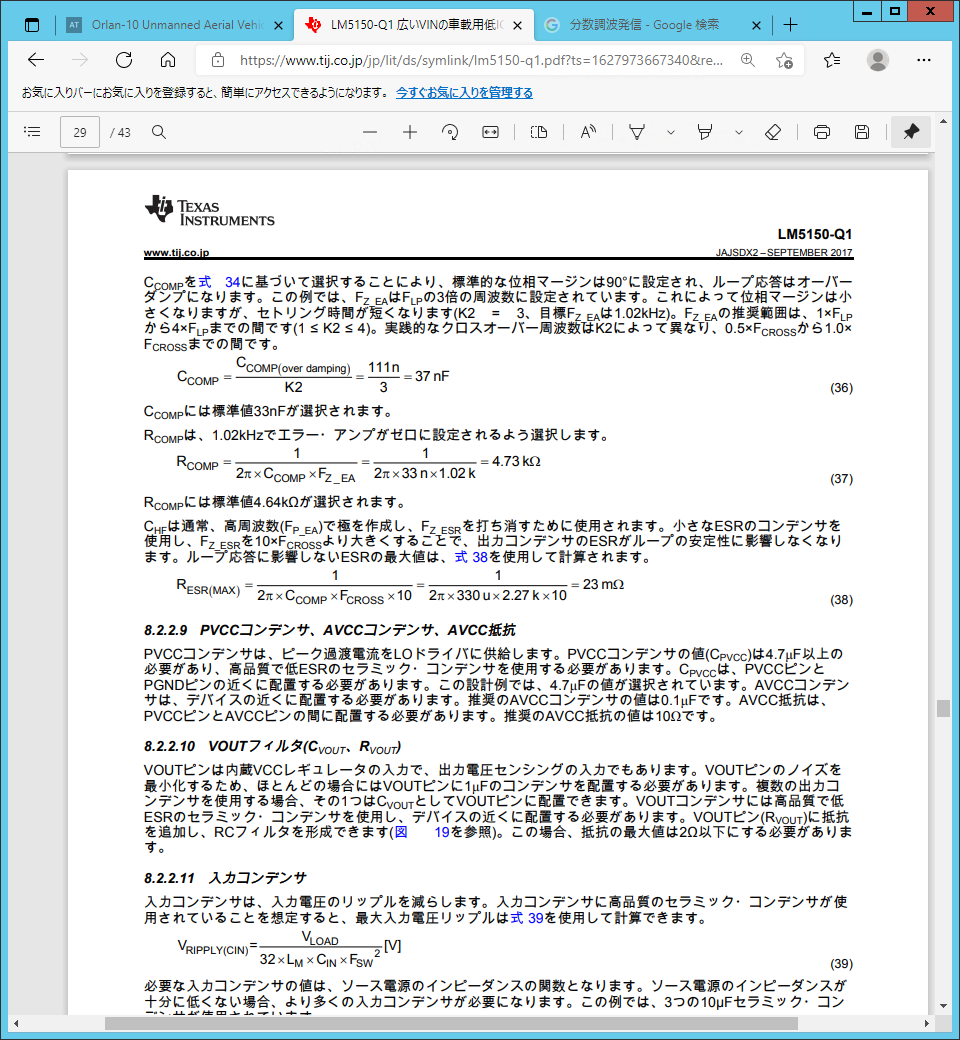 AT Orlan-10 Unmanned Aerial Vehic
LM5150-Q1 広いVINの車載用低IC
分数調波発信 - Google 検索
https://www.tij.co.jp/jp/lit/ds/symlink/lm5150-q1.pdf?ts=1627973667340&re...
お気に入りバーにお気に入りを登録すると、簡単にアクセスできるようになります。 今すぐお気に入りを管理する
29 / 43
TEXAS
INSTRUMENTS
LM5150-Q1
www.tij.co.jp
JAJSDX2 –SEPTEMBER 2017
CCOMPを式 34に基づいて選択することにより、標準的な位相マージンは90°に設定され、ループ応答はオーバー
ダンプになります。この例では、FZ_EAはFLPの3倍の周波数に設定されています。これによって位相マージンは小
さくなりますが、セトリング時間が短くなります(K2 = 3、目標FZ_EAは1.02kHz)。FZ_EAの推奨範囲は、1×FLP
から4×FLPまでの間です(1 ≤ K2 ≤ 4)。実践的なクロスオーバー周波数はK2によって異なり、0.5×FCROSSから1.0×
FCROSSまでの間です。
CCOMP = CCOMP(over damping) / K2 = 111n / 3 = 37 nF
(36)
CCOMPには標準値33nFが選択されます。
RCOMPは、1.02kHzでエラー・アンプがゼロに設定されるよう選択します。
RCOMP = 1 / 2π×CCOMP×FZ_EA = 1 / 2π×33 n×1.02 k = 4.73 kΩ
(37)
RCOMPには標準値4.64kΩが選択されます。
CHFは通常、高周波数(FP_EA)で極を作成し、FZ_ESRを打ち消すために使用されます。小さなESRのコンデンサを
使用し、FZ_ESRを10×FCROSSより大きくすることで、出力コンデンサのESRがループの安定性に影響しなくなり
ます。ループ応答に影響しないESRの最大値は、式 38を使用して計算されます。
RESR(MAX) = 1 / 2π×CCOMP×FCROSS×10 = 1 / 2π×330 u×2.27 k×10 = 23 mΩ
(38)
8.2.2.9 PVCCコンデンサ、AVCCコンデンサ、AVCC抵抗
PVCCコンデンサは、ピーク過渡電流をLOドライバに供給します。PVCCコンデンサの値(CPVCC)は4.7µF以上の
必要があり、高品質で低ESRのセラミック・コンデンサを使用する必要があります。CPVCCは、PVCCピンと
PGNDピンの近くに配置する必要があります。この設計例では、4.7µFの値が選択されています。AVCCコンデン
サは、デバイスの近くに配置する必要があります。推奨のAVCCコンデンサの値は0.1µFです。AVCC抵抗は、
PVCCピンとAVCCピンの間に配置する必要があります。推奨のAVCC抵抗の値は10Ωです。
8.2.2.10 VOUTフィルタ(CVOUT、RVOUT)
VOUTピンは内蔵VCCレギュレータの入力で、出力電圧センシングの入力でもあります。VOUTピンのノイズを
最小化するため、ほとんどの場合にはVOUTピンに1µFのコンデンサを配置する必要があります。複数の出力コ
ンデンサを使用する場合、その1つはCVOUTとしてVOUTピンに配置できます。VOUTコンデンサには高品質で低
ESRのセラミック・コンデンサを使用し、デバイスの近くに配置する必要があります。VOUTピン(RVOUT)に抵抗
を追加し、RCフィルタを形成できます(図 19を参照)。この場合、抵抗の最大値は2Ω以下にする必要がありま
す。
8.2.2.11 入力コンデンサ
入力コンデンサは、入力電圧のリップルを減らします。入力コンデンサに高品質のセラミック・コンデンサが使
用されていることを想定すると、最大入力電圧リップルは式 39を使用して計算できます。
VRIPPLY(CIN)= VLOAD / 32×LM×CIN×FSW² [V]
(39)
必要な入力コンデンサの値は、ソース電源のインピーダンスの関数となります。ソース電源のインピーダンスが
十分に低くない場合、より多くの入力コンデンサが必要になります。この例では、3つの10µFセラミック・コン
デンサが使用されています。